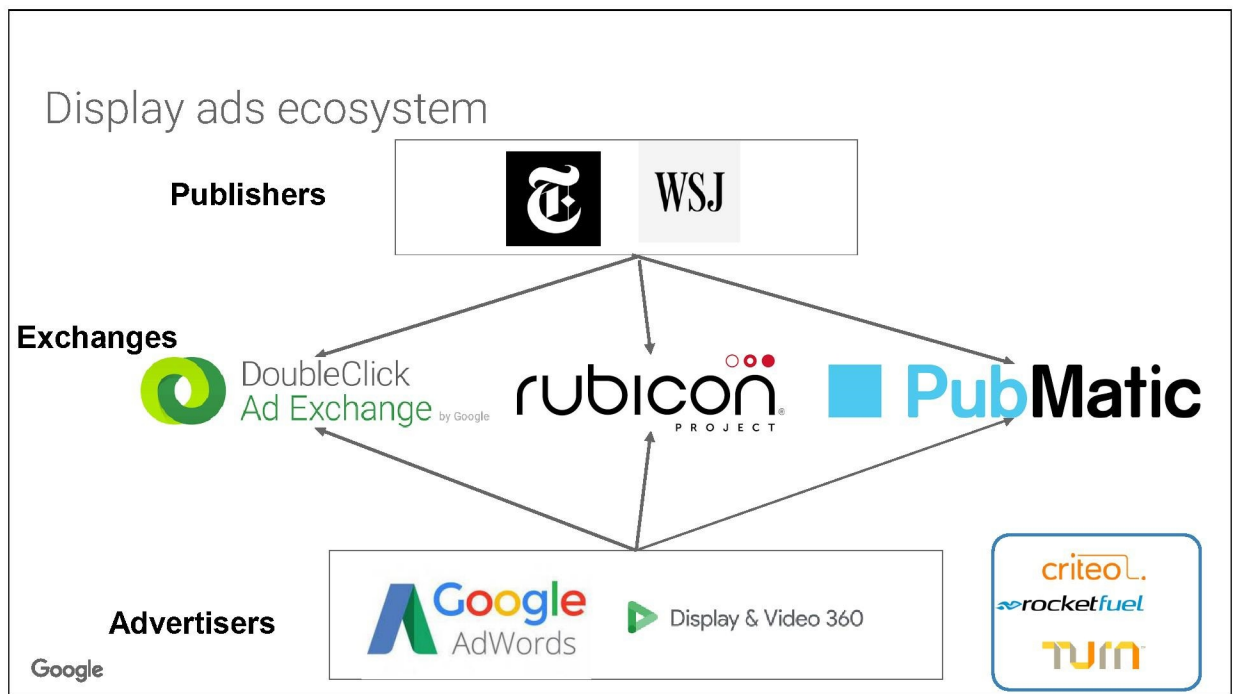 Display ads ecosystem
Publishers
T
WSJ
Exchanges
DoubleClick
Ad Exchange by Google
rubicon
PROJECT
PubMatic
Advertisers
Google
AdWords
Display & Video 360
criteo
rocketfuel
TURN
Google